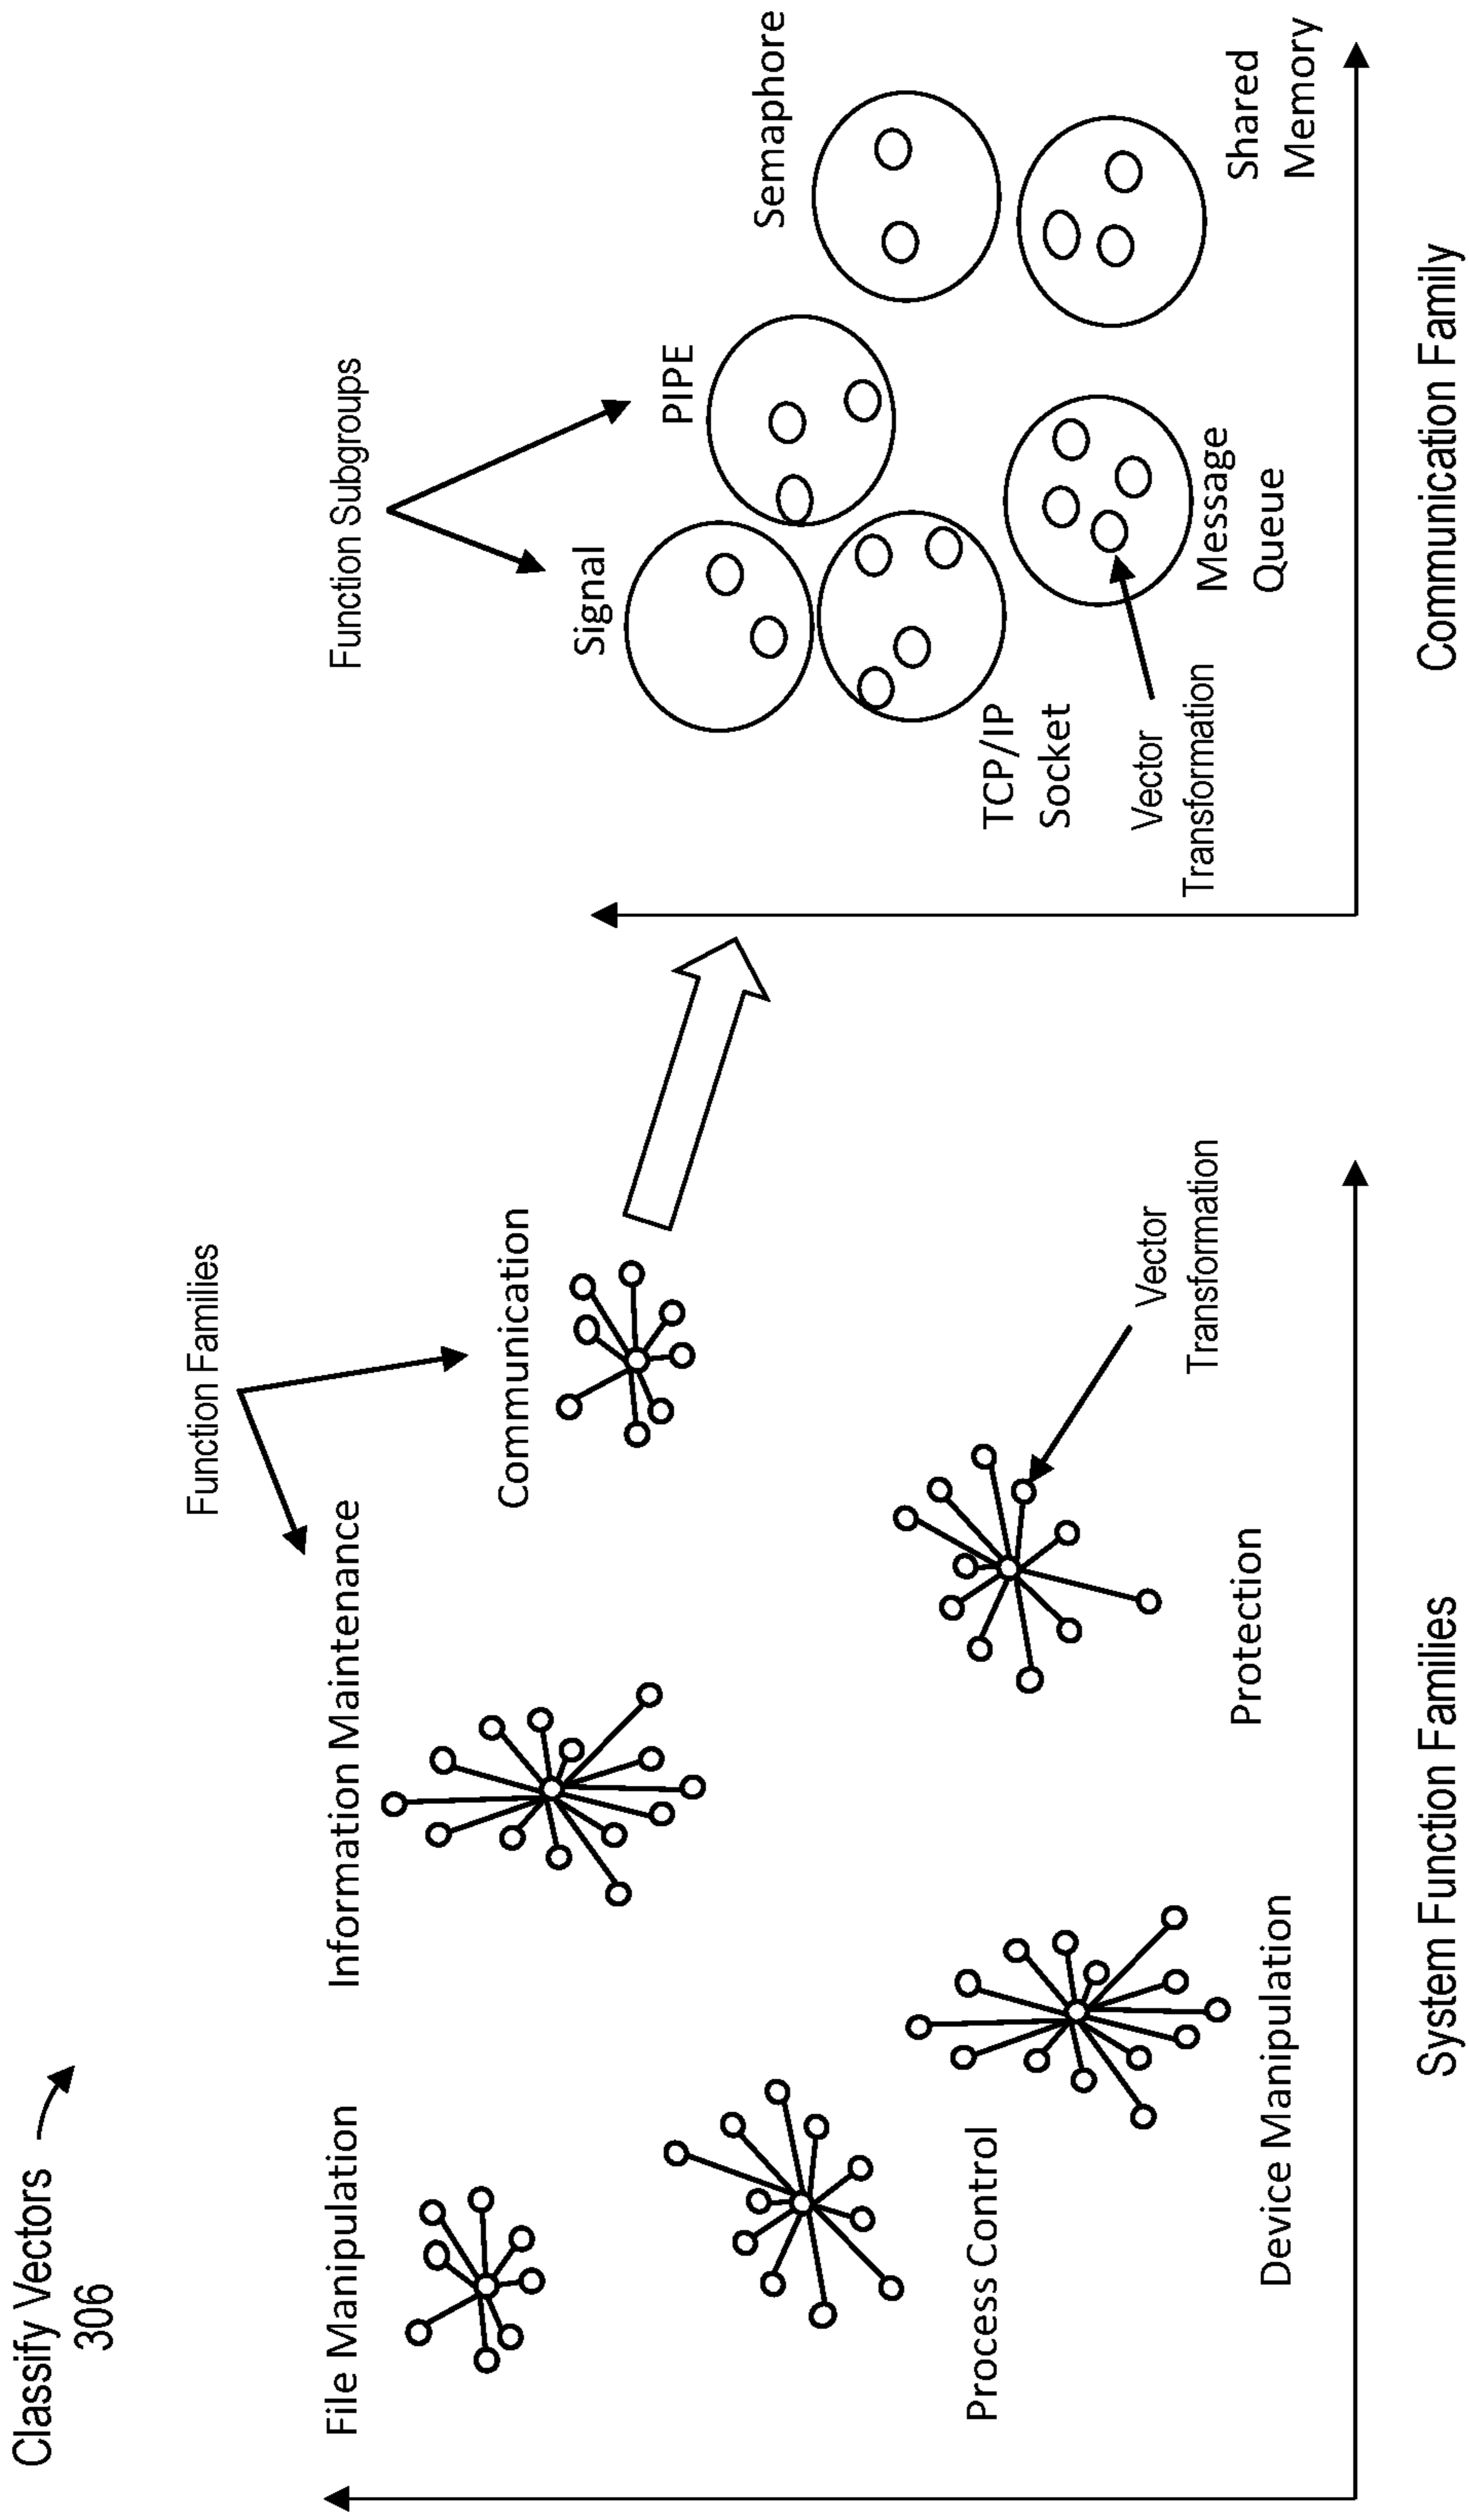 Classify Vectors
306
Function Families
Function Subgroups
File Manipulation
Information Maintenance
Communication
Process Control
Device Manipulation
Protection
Vector
Transformation
System Function Families
Signal
PIPE
Semaphore
TCP/IP
Socket
Message
Queue
Shared
Memory
Vector
Transformation
Communication Family